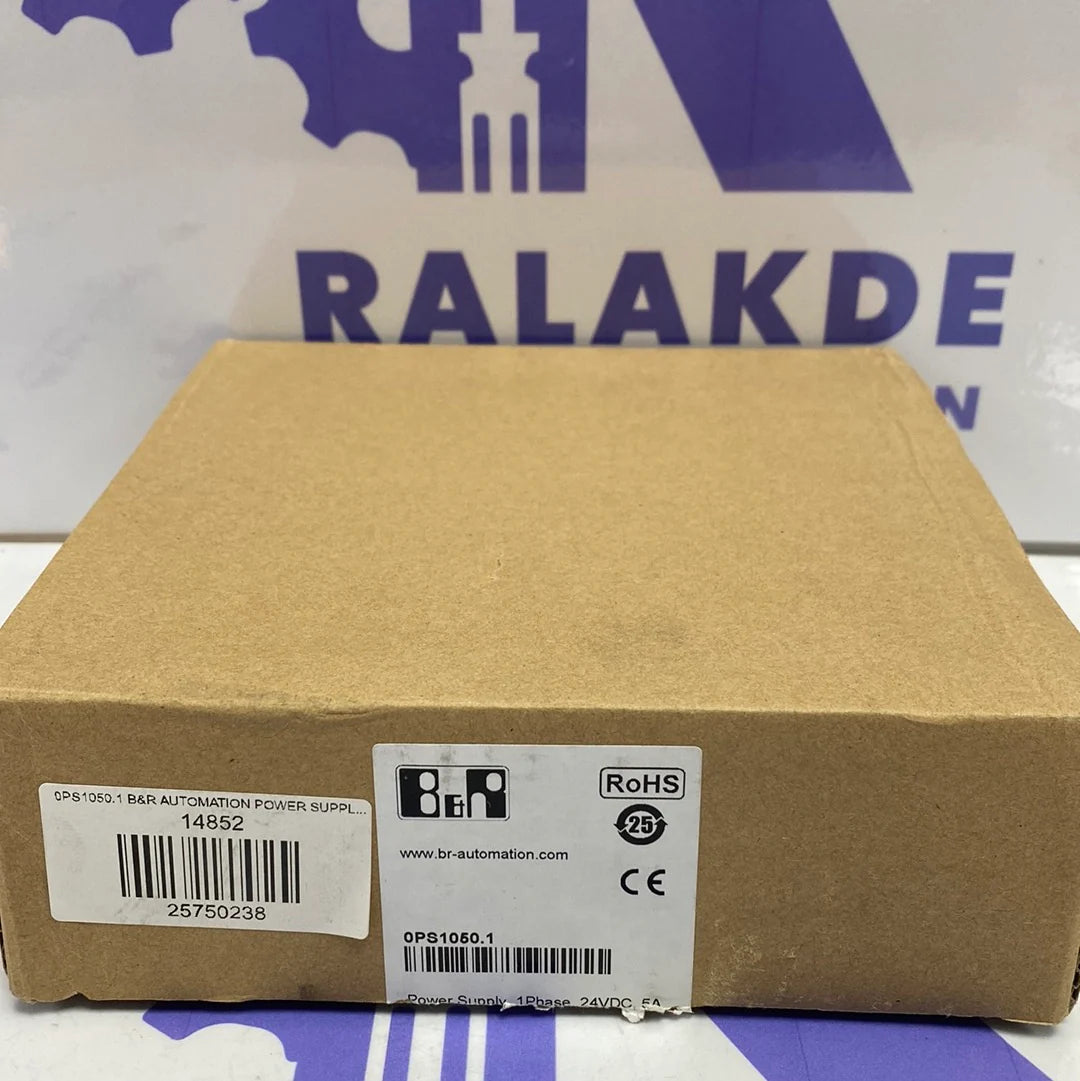 RALAKDE
N
0PS1050.1 B&R AUTOMATION POWER SUPPL...
14852
25750238
B&R
RoHS
25
www.br-automation.com
CE
0PS1050.1
Power Supply, 1Phase, 24VDC, 5A